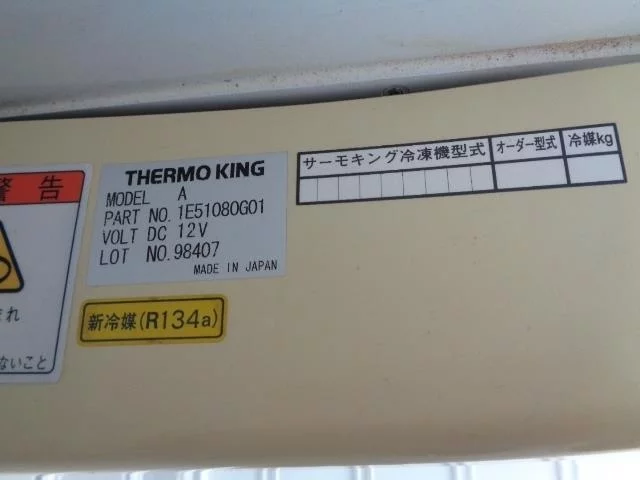 警告
まれ
ないこと
THERMO KING
MODEL A
PART NO. 1E51080G01
VOLT DC 12V
LOT NO. 98407
MADE IN JAPAN
新冷媒(R134a)
サーモキング冷凍機型式 オーダー型式 冷媒kg